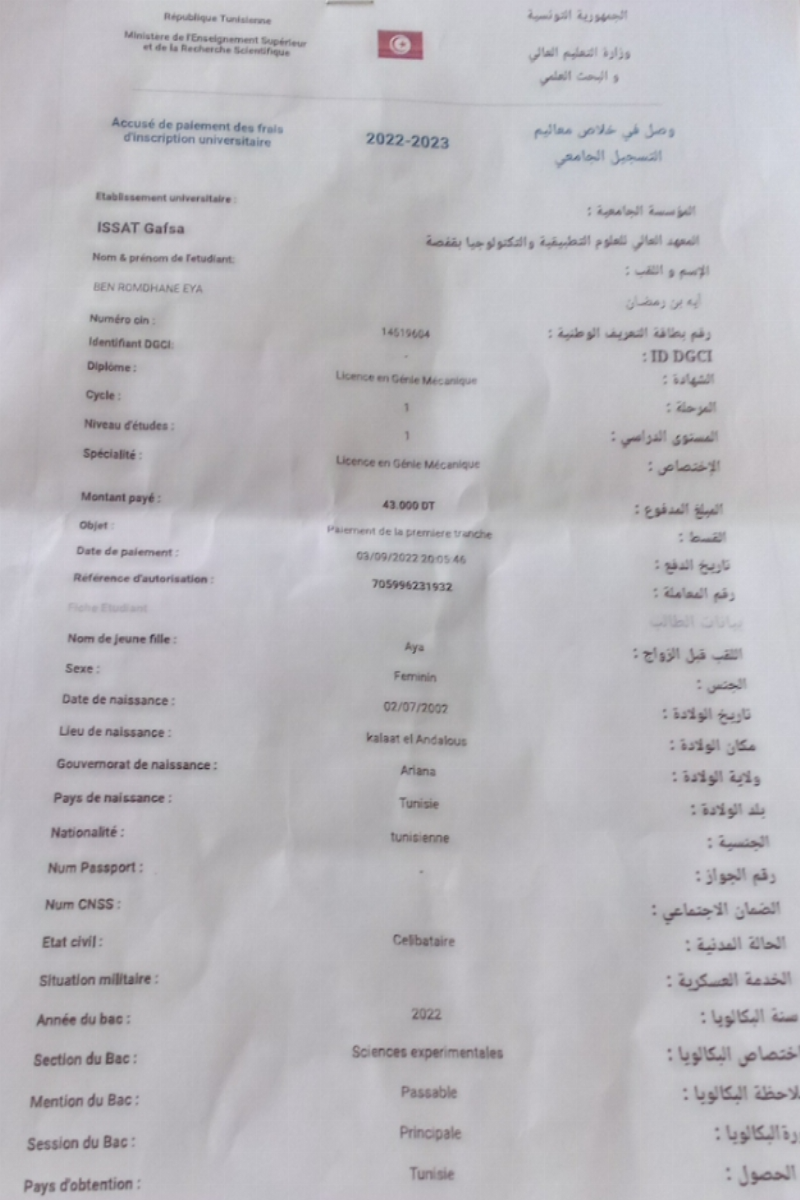 République Tunisienne
الجمهورية التونسية
Ministère de l'Enseignement Supérieur
et de la Recherche Scientifique
وزارة التعليم العالي
و البحث العلمي
Accusé de paiement des frais
d'inscription universitaire
2022-2023
وصل في خلاص معاليم
التسجيل الجامعي
Etablissement universitaire :
المؤسسة الجامعية :
ISSAT Gafsa
المعهد العالي للعلوم التطبيقية والتكنولوجيا بقفصة
Nom & prénom de l'etudiant:
الإسم و اللقب :
BEN ROMDHANE EYA
آيه بن رمضان
Numéro cin :
14519604
رقم بطاقة التعريف الوطنية :
Identifiant DGCI:
-
ID DGCI :
Diplôme :
Licence en Génie Mécanique
الشهادة :
Cycle :
1
المرحلة :
Niveau d'études :
1
المستوى الدراسي :
Spécialité :
Licence en Génie Mécanique
الإختصاص :
Montant payé :
43.000 DT
المبلغ المدفوع :
Objet :
Paiement de la premiere tranche
القسط :
Date de paiement :
03/09/2022 20:05:46
تاريخ الدفع :
Référence d'autorisation :
705996231932
رقم المعاملة :
Fiche Etudiant
بيانات الطالب
Nom de jeune fille :
Aya
اللقب قبل الزواج :
Sexe :
Feminin
الجنس :
Date de naissance :
02/07/2002
تاريخ الولادة :
Lieu de naissance :
kalaat el Andalous
مكان الولادة :
Gouvernorat de naissance :
Ariana
ولاية الولادة :
Pays de naissance :
Tunisie
بلد الولادة :
Nationalité :
tunisienne
الجنسية :
Num Passport :
-
رقم الجواز :
Num CNSS :
الضمان الاجتماعي :
Etat civil :
Celibataire
الحالة المدنية :
Situation militaire :
الخدمة العسكرية :
Année du bac :
2022
سنة البكالويا :
Section du Bac :
Sciences experimentales
ختصاص البكالويا :
Mention du Bac :
Passable
لاحظة البكالويا :
Session du Bac :
Principale
رة البكالويا :
Pays d'obtention :
Tunisie
الحصول :